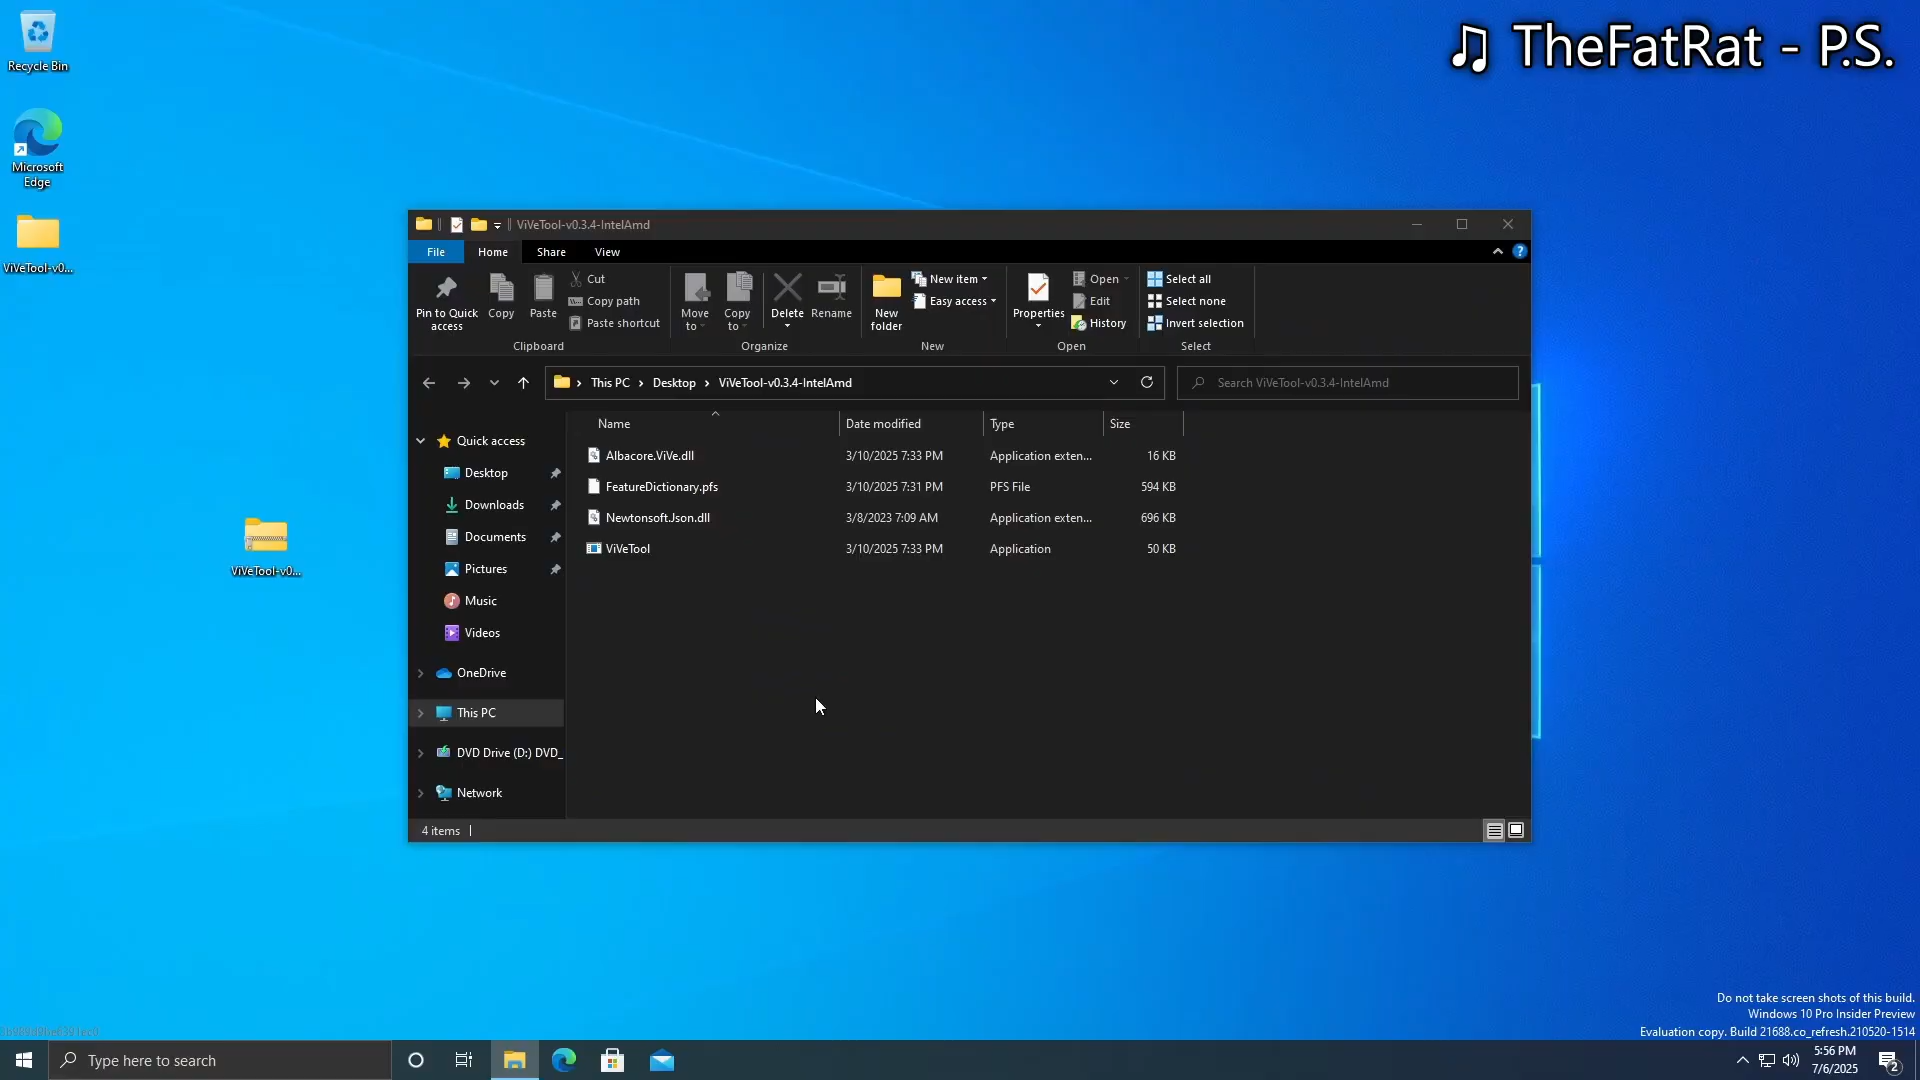 ♫ TheFatRat - P.S.
Recycle Bin
Microsoft
Edge
ViVeTool-v0...
ViVeTool-v0...
ViVeTool-v0.3.4-IntelAmd
File Home Share View
Pin to Quick
access
Copy
Paste
Cut
Copy path
Paste shortcut
Clipboard
Move
to
Copy
to
Delete
Rename
Organize
New
folder
New item
Easy access
New
Properties
Open
Edit
History
Open
Select all
Select none
Invert selection
Select
This PC › Desktop › ViVeTool-v0.3.4-IntelAmd
Search ViVeTool-v0.3.4-IntelAmd
Quick access
Desktop
Downloads
Documents
Pictures
Music
Videos
OneDrive
This PC
DVD Drive (D:) DVD_
Network
Name Date modified Type Size
Albacore.ViVe.dll 3/10/2025 7:33 PM Application exten... 16 KB
FeatureDictionary.pfs 3/10/2025 7:31 PM PFS File 594 KB
Newtonsoft.Json.dll 3/8/2023 7:09 AM Application exten... 696 KB
ViVeTool 3/10/2025 7:33 PM Application 50 KB
4 items
Do not take screen shots of this build.
Windows 10 Pro Insider Preview
Evaluation copy. Build 21688.co_refresh.210520-1514
Type here to search
5:56 PM
7/6/2025
2